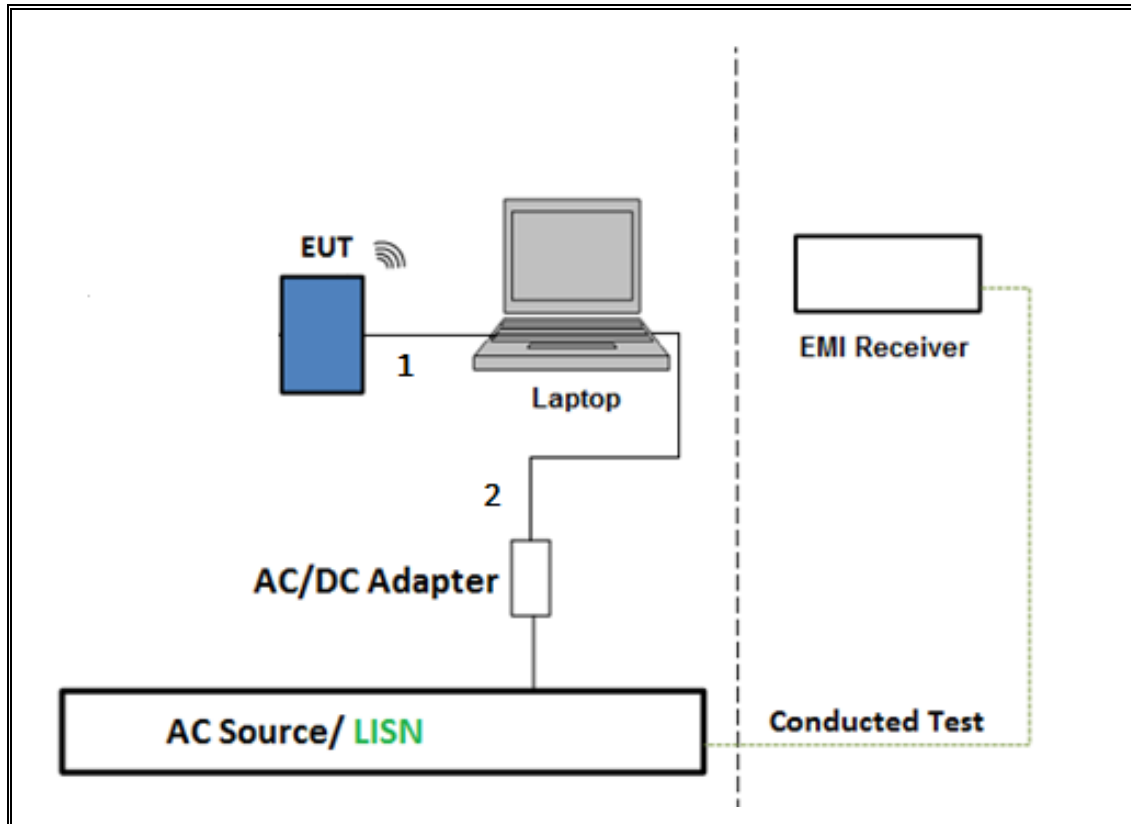 EUT
1
Laptop
EMI Receiver
2
AC/DC Adapter
AC Source/ LISN
Conducted Test